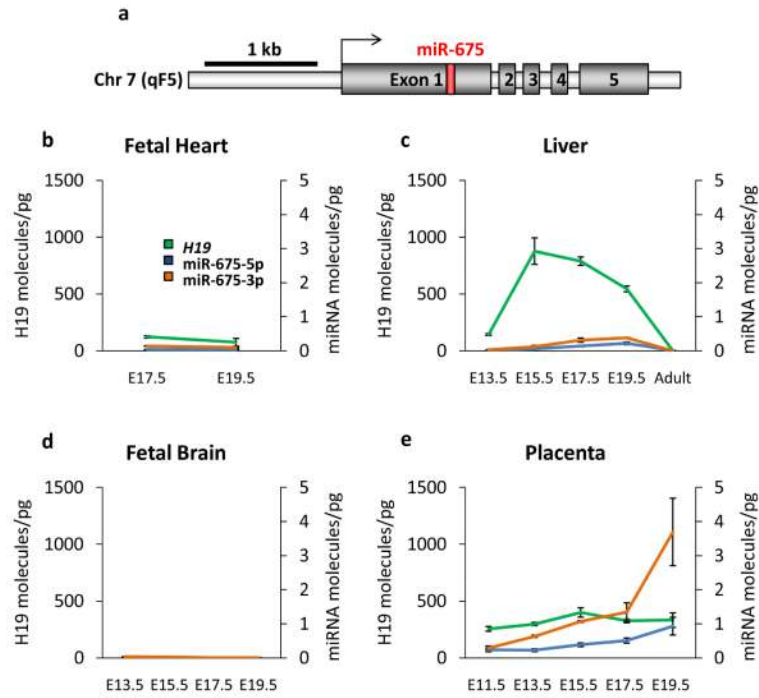 a
1 kb
miR-675
Chr 7 (qF5)
Exon 1 2 3 4 5
b Fetal Heart
H19 molecules/pg
1500
1000
500
0
H19
miR-675-5p
miR-675-3p
5
4
3
2
1
0
miRNA molecules/pg
E17.5 E19.5
c Liver
H19 molecules/pg
1500
1000
500
0
5
4
3
2
1
0
miRNA molecules/pg
E13.5 E15.5 E17.5 E19.5 Adult
d Fetal Brain
H19 molecules/pg
1500
1000
500
0
5
4
3
2
1
0
miRNA molecules/pg
E13.5 E15.5 E17.5 E19.5
e Placenta
H19 molecules/pg
1500
1000
500
0
5
4
3
2
1
0
miRNA molecules/pg
E11.5 E13.5 E15.5 E17.5 E19.5